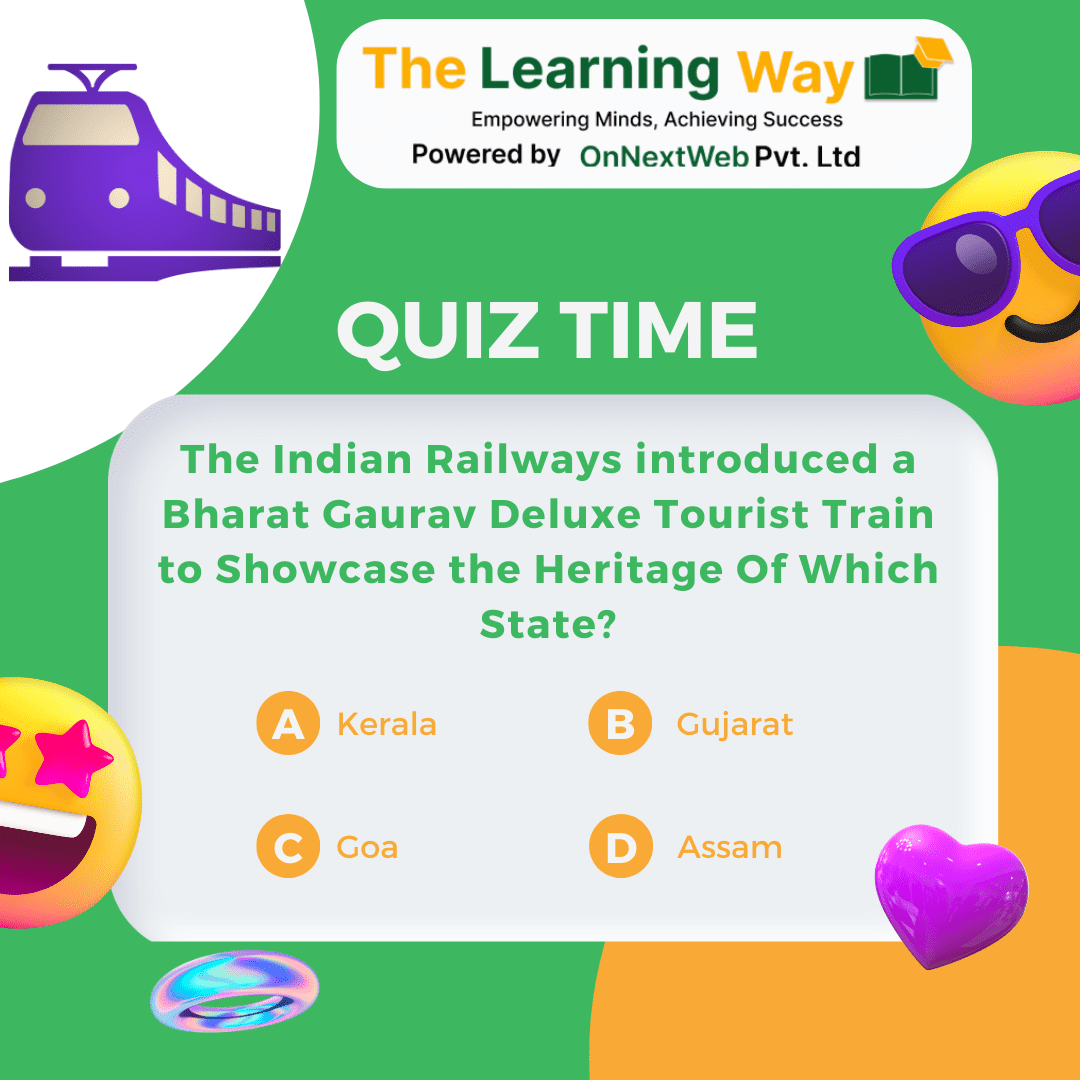 The Learning Way
Empowering Minds, Achieving Success
Powered by OnNextWeb Pvt. Ltd
QUIZ TIME
The Indian Railways introduced a
Bharat Gaurav Deluxe Tourist Train
to Showcase the Heritage Of Which
State?
A Kerala
B Gujarat
C Goa
D Assam